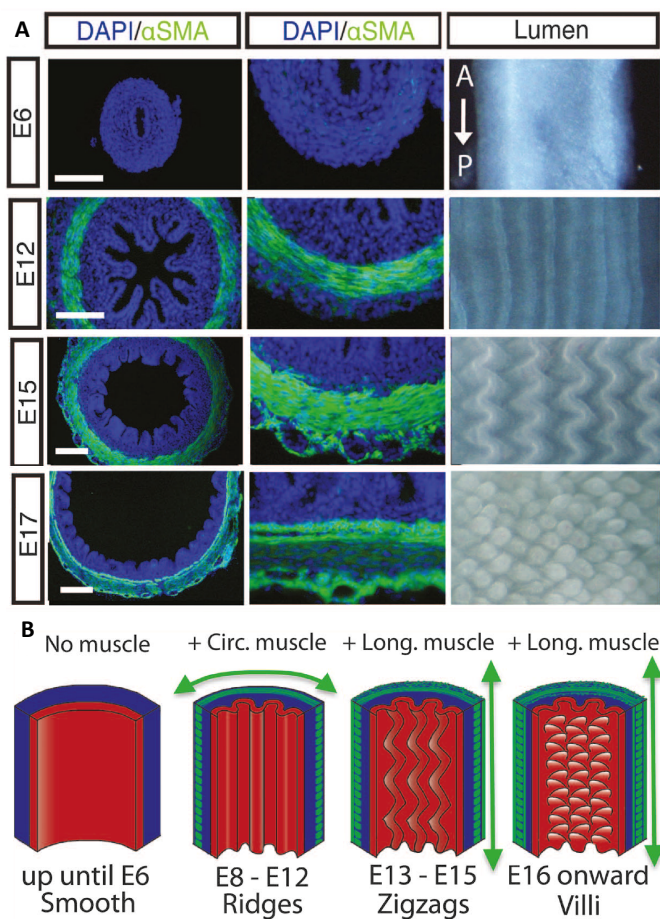 A
DAPI/αSMA
DAPI/αSMA
Lumen
E6
A
P
E12
E15
E17
B
No muscle
+ Circ. muscle
+ Long. muscle
+ Long. muscle
up until E6
Smooth
E8 - E12
Ridges
E13 - E15
Zigzags
E16 onward
Villi